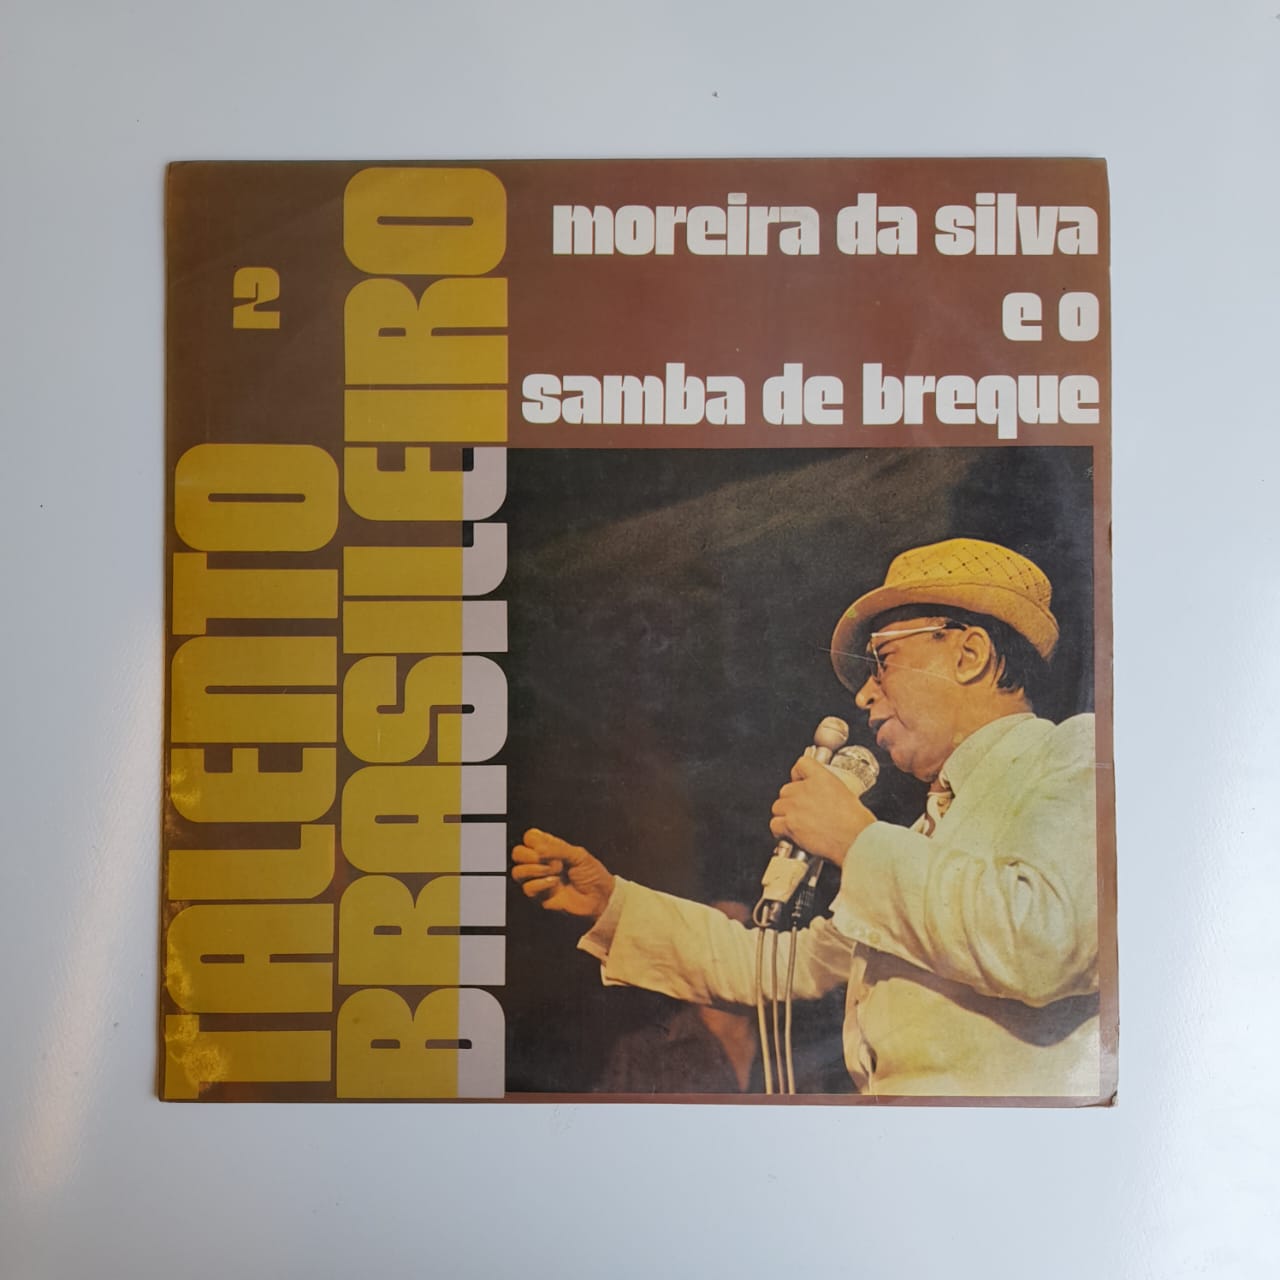 TALENTO
BRASILEIRO
2
moreira da silva
e o
samba de breque